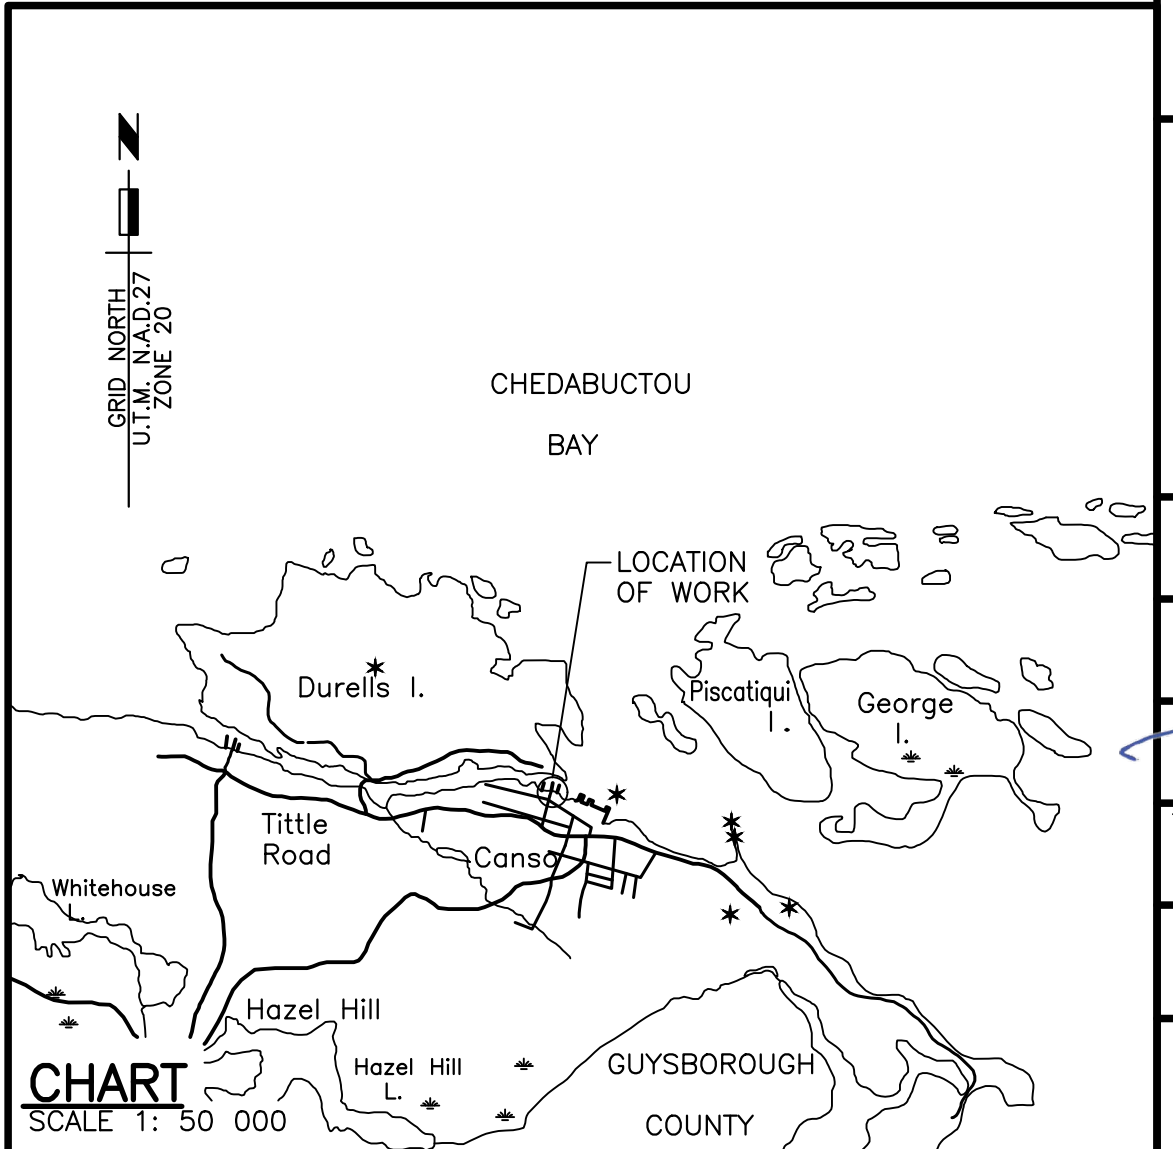 N
GRID NORTH
U.T.M. N.A.D.27
ZONE 20
CHEDABUCTOU
BAY
LOCATION
OF WORK
Durells I.
Piscatiqui
I.
George
I.
Tittle
Road
Canso
Whitehouse
L.
Hazel Hill
Hazel Hill
L.
GUYSBOROUGH
COUNTY
CHART
SCALE 1: 50 000